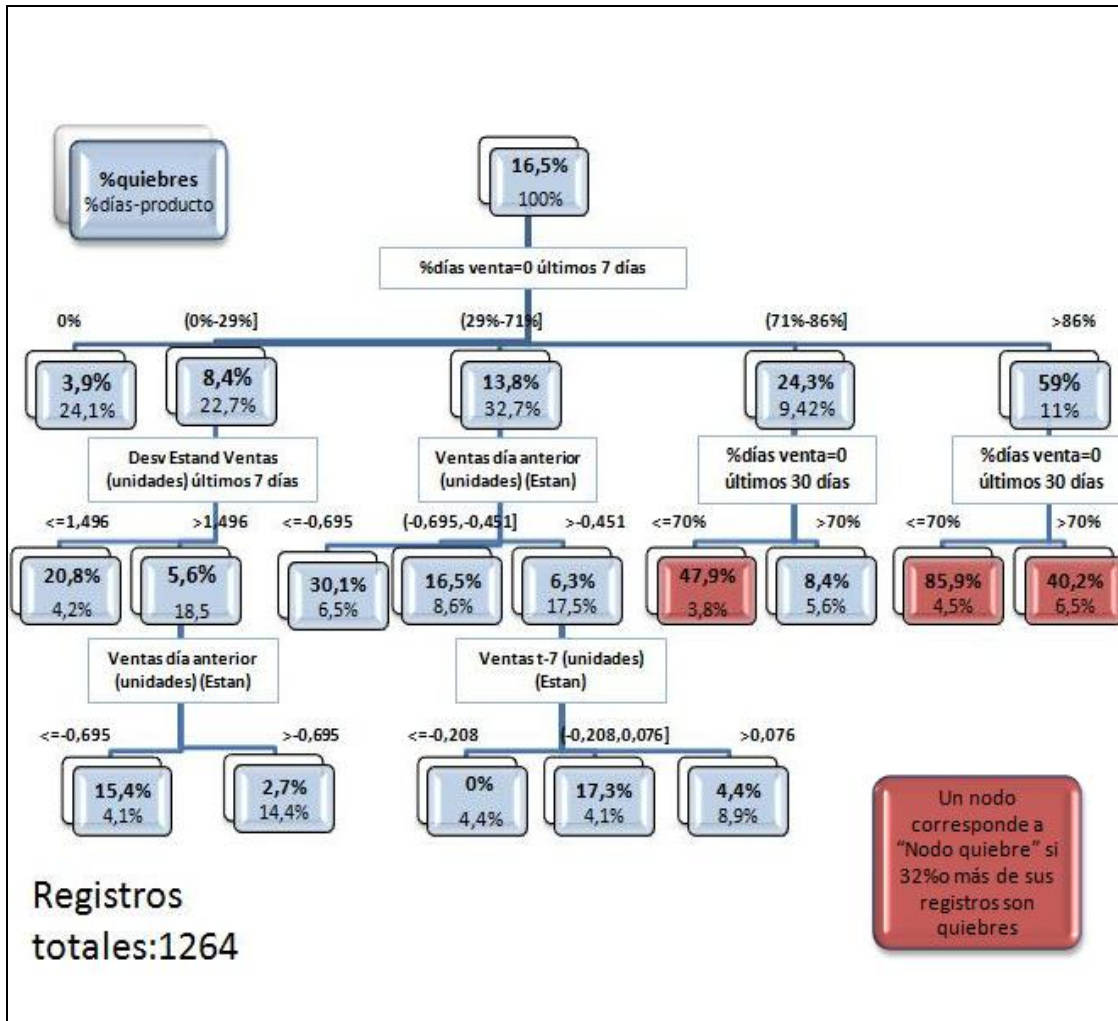 %quiebres
%días-producto
16,5%
100%
%días venta=0 últimos 7 días
0%
(0%-29%]
(29%-71%]
(71%-86%]
>86%
3,9%
24,1%
8,4%
22,7%
13,8%
32,7%
24,3%
9,42%
59%
11%
Desv Estand Ventas
(unidades) últimos 7 días
Ventas día anterior
(unidades) (Estan)
%días venta=0
últimos 30 días
%días venta=0
últimos 30 días
<=1,496
>1,496
<=-0,695
(-0,695,-0,451]
>-0,451
<=70%
>70%
<=70%
>70%
20,8%
4,2%
5,6%
18,5
30,1%
6,5%
16,5%
8,6%
6,3%
17,5%
47,9%
3,8%
8,4%
5,6%
85,9%
4,5%
40,2%
6,5%
Ventas día anterior
(unidades) (Estan)
Ventas t-7 (unidades)
(Estan)
<=-0,695
>-0,695
<=-0,208
(-0,208,0,076]
>0,076
15,4%
4,1%
2,7%
14,4%
0%
4,4%
17,3%
4,1%
4,4%
8,9%
Un nodo
corresponde a
“Nodo quiebre” si
32%o más de sus
registros son
quiebres
Registros
totales:1264